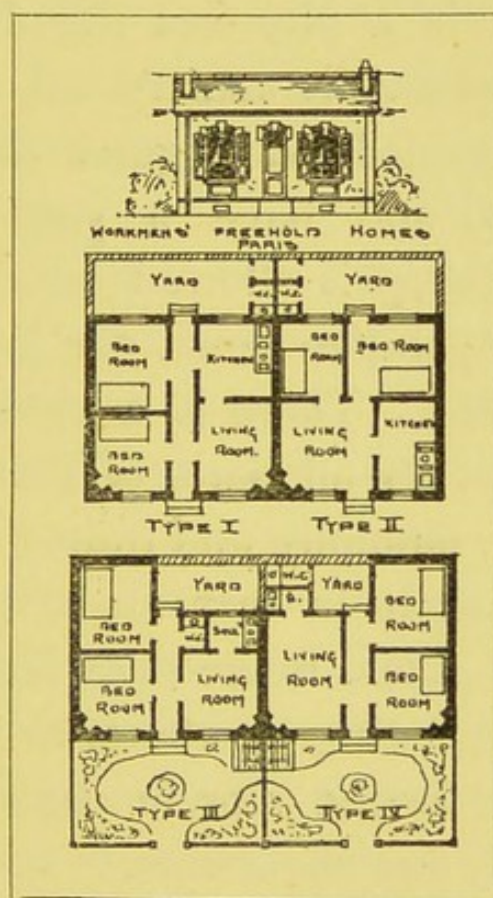 WORKMENS' FREEHOLD HOMES
PARIS
YARD YARD
W.C. W.C.
BED ROOM
KITCHEN
BED ROOM
BED ROOM
BED ROOM
LIVING ROOM.
LIVING ROOM
KITCHEN
TYPE I TYPE II
YARD
W.C.
YARD
BED ROOM
W.C.
SCUL
S.
BED ROOM
BED ROOM
LIVING ROOM
LIVING ROOM
BED ROOM
TYPE III TYPE IV